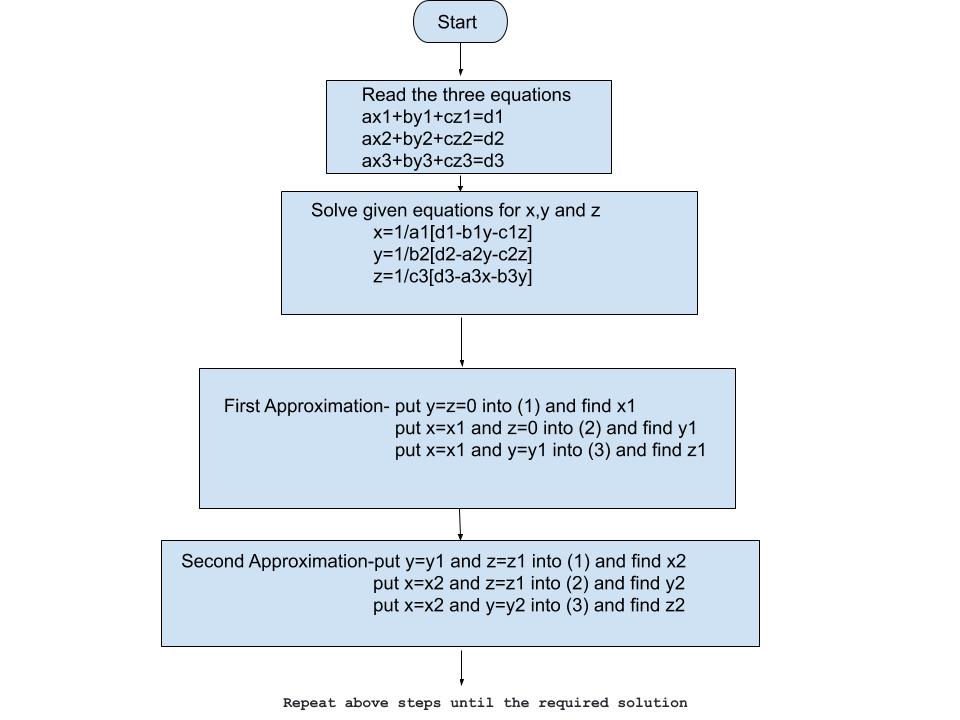 Start
Read the three equations
ax1+by1+cz1=d1
ax2+by2+cz2=d2
ax3+by3+cz3=d3
Solve given equations for x,y and z
x=1/a1[d1-b1y-c1z]
y=1/b2[d2-a2y-c2z]
z=1/c3[d3-a3x-b3y]
First Approximation- put y=z=0 into (1) and find x1
put x=x1 and z=0 into (2) and find y1
put x=x1 and y=y1 into (3) and find z1
Second Approximation-put y=y1 and z=z1 into (1) and find x2
put x=x2 and z=z1 into (2) and find y2
put x=x2 and y=y2 into (3) and find z2
Repeat above steps until the required solution